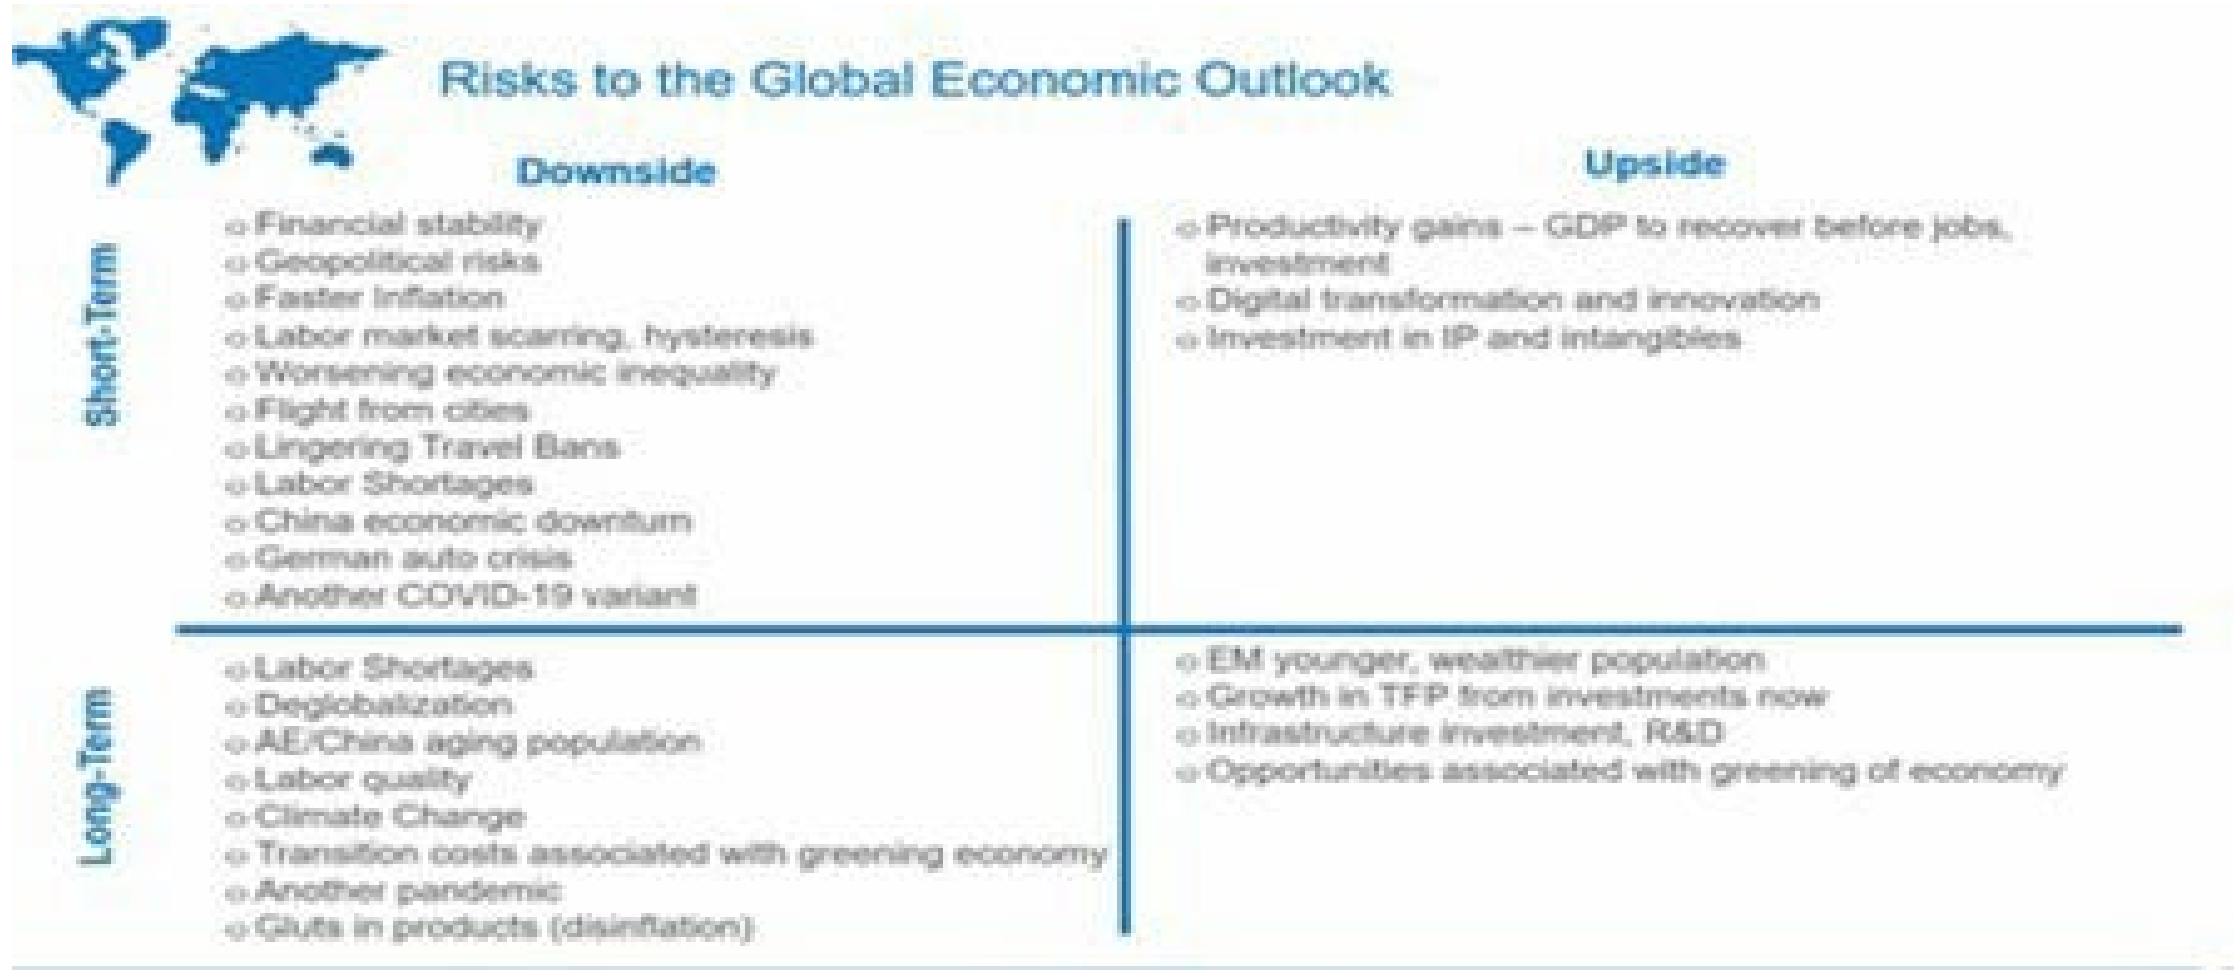 Risks to the Global Economic Outlook
Downside
Upside
Short-Term
o Financial stability
o Geopolitical risks
o Faster Inflation
o Labor market scarring, hysteresis
o Worsening economic inequality
o Flight from cities
o Lingering Travel Bans
o Labor Shortages
o China economic downturn
o German auto crisis
o Another COVID-19 variant
o Productivity gains – GDP to recover before jobs,
investment
o Digital transformation and innovation
o Investment in IP and intangibles
Long-Term
o Labor Shortages
o Deglobalization
o AE/China aging population
o Labor quality
o Climate Change
o Transition costs associated with greening economy
o Another pandemic
o Gluts in products (disinflation)
o EM younger, wealthier population
o Growth in TFP from investments now
o Infrastructure investment, R&D
o Opportunities associated with greening of economy